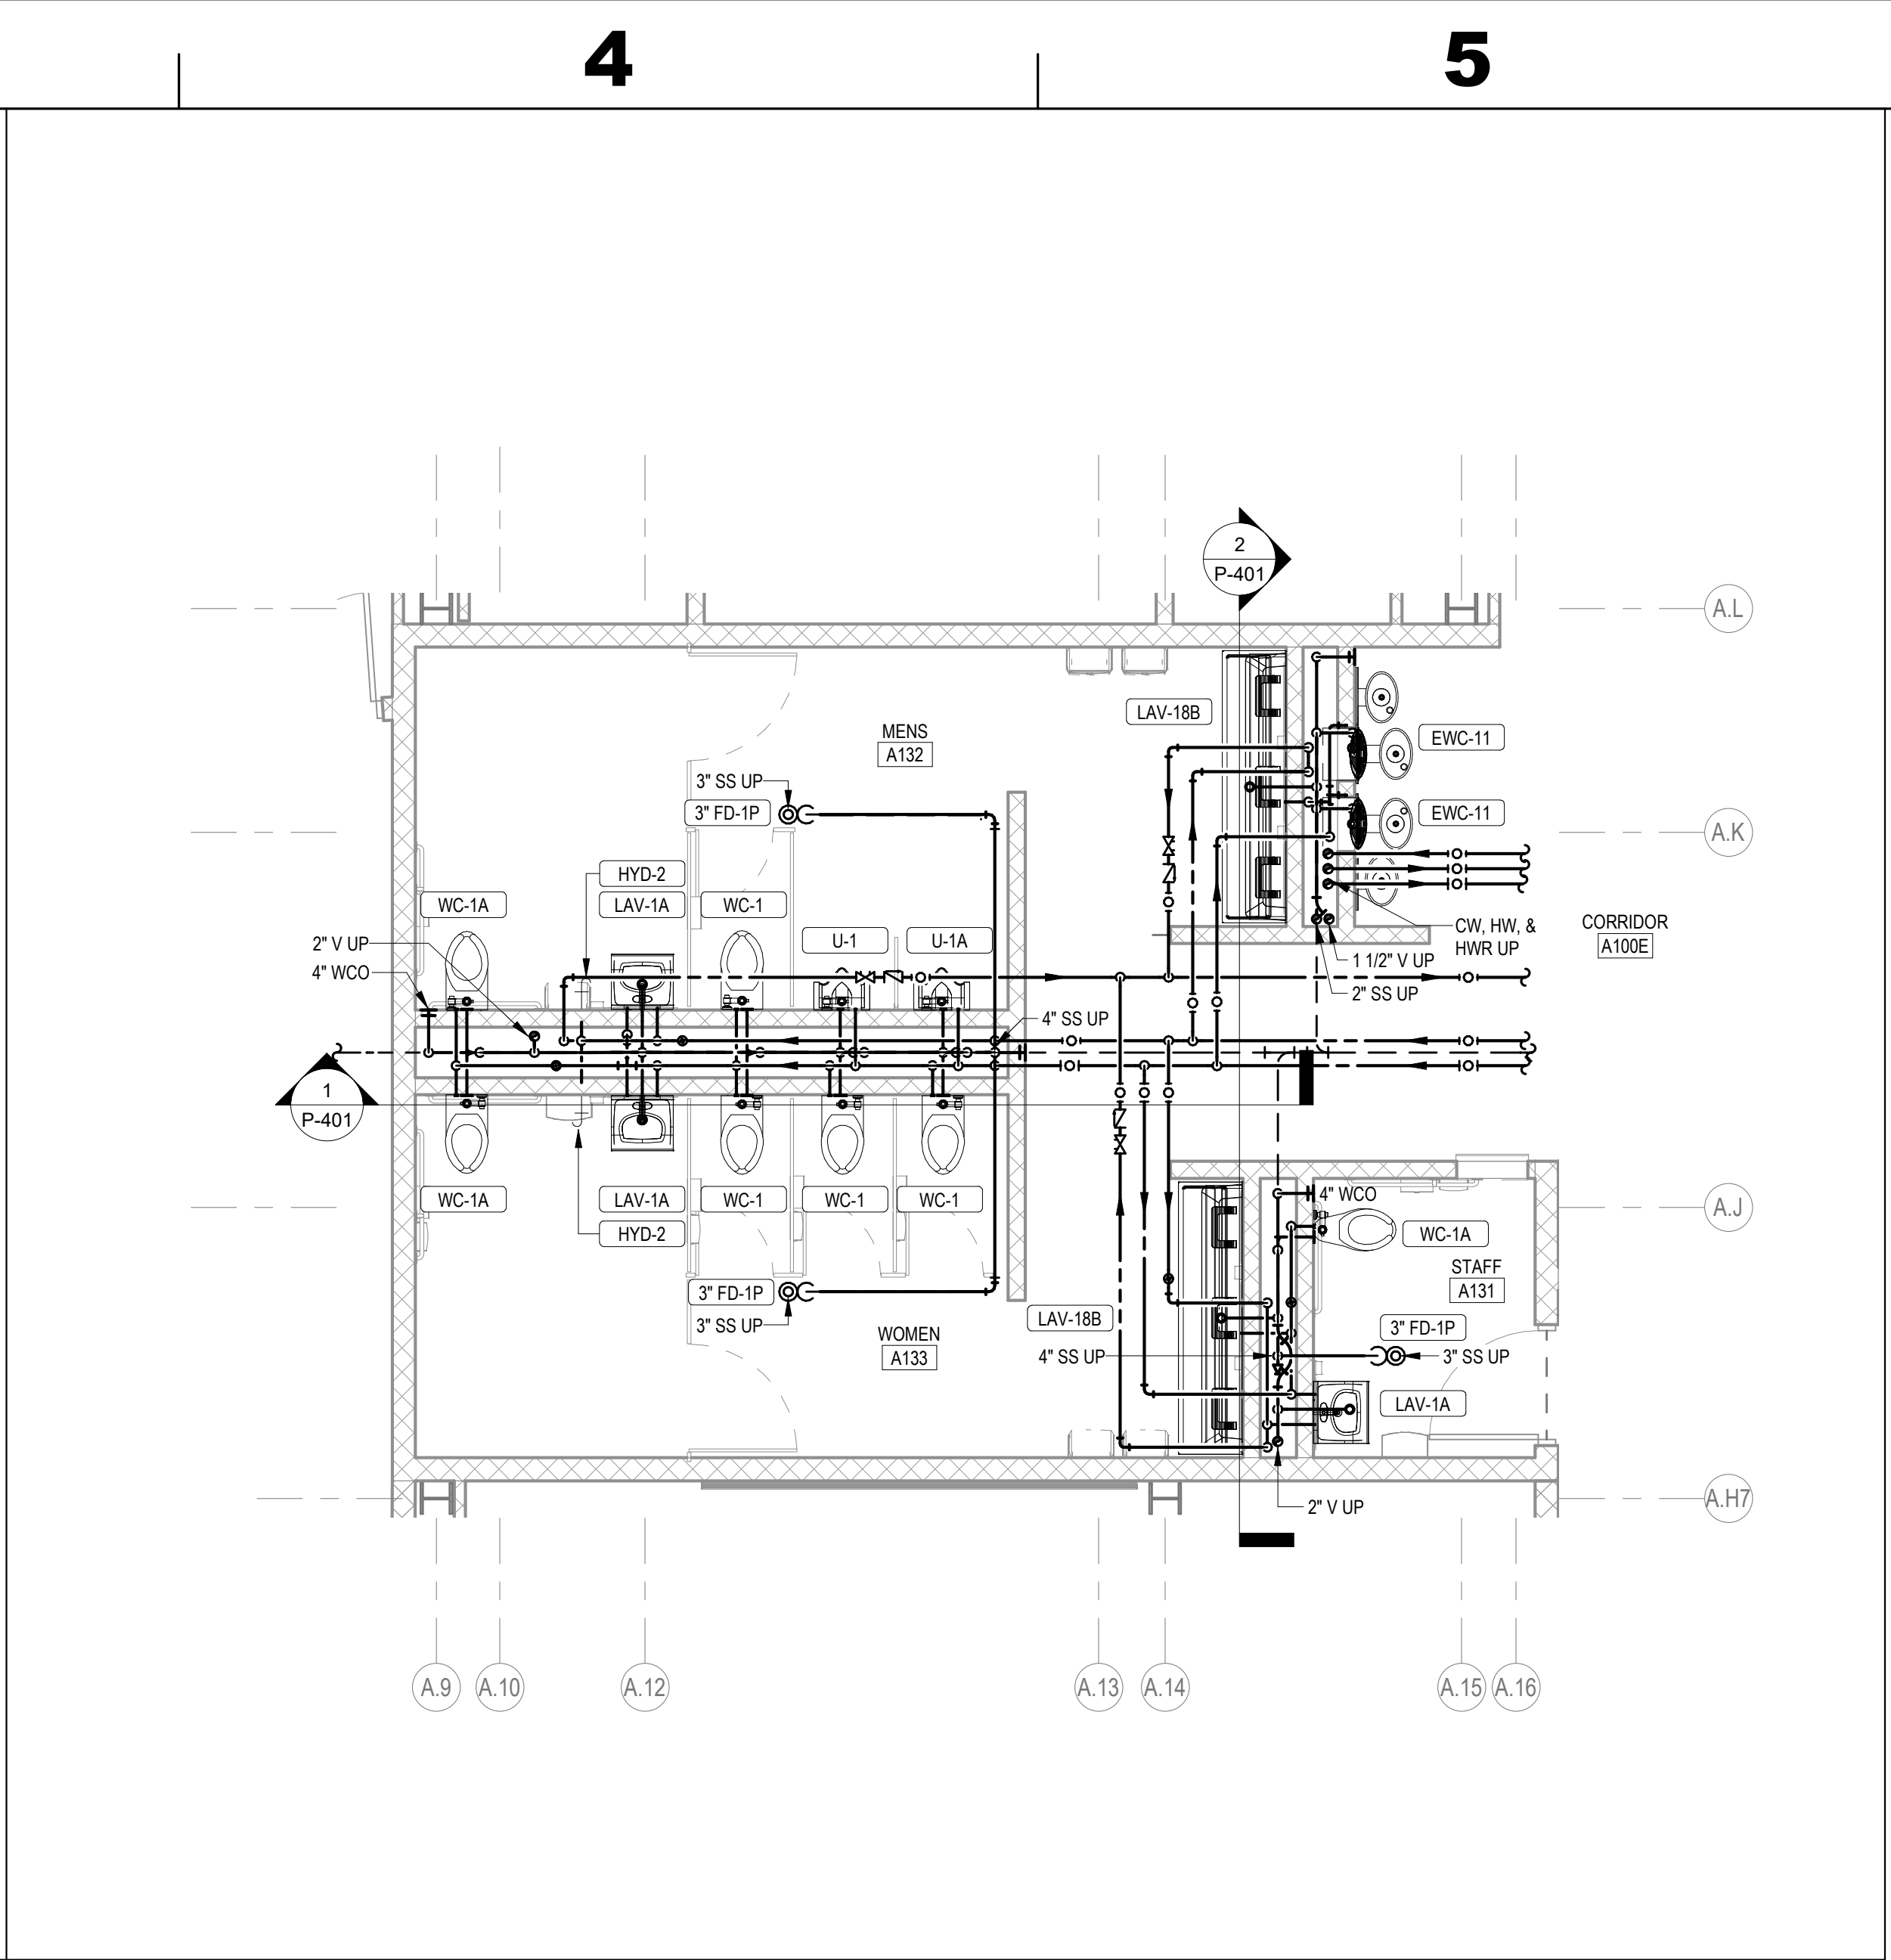 4
5
2
P-401
A.L
LAV-18B
MENS
A132
EWC-11
3" SS UP
3" FD-1P
EWC-11
A.K
HYD-2
WC-1A
LAV-1A
WC-1
U-1
U-1A
CORRIDOR
A100E
CW, HW, &
HWR UP
2" V UP
4" WCO
1 1/2" V UP
2" SS UP
4" SS UP
1
P-401
WC-1A
LAV-1A
WC-1
WC-1
WC-1
4" WCO
A.J
HYD-2
WC-1A
STAFF
A131
3" FD-1P
3" SS UP
LAV-18B
3" FD-1P
WOMEN
A133
4" SS UP
3" SS UP
LAV-1A
A.H7
2" V UP
A.9
A.10
A.12
A.13
A.14
A.15
A.16